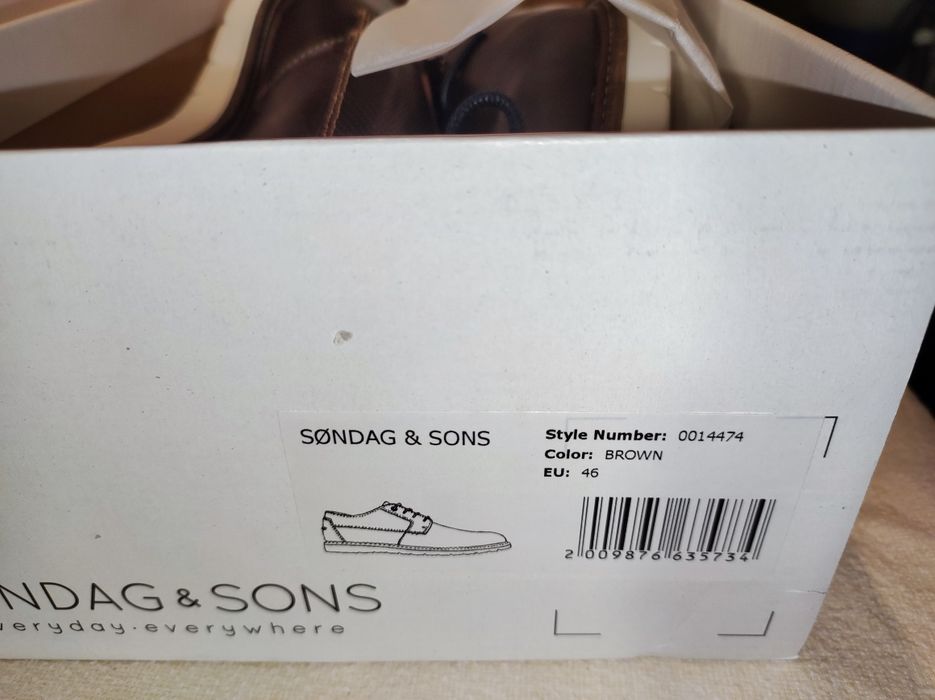 SØNDAG & SONS
Style Number: 0014474
Color: BROWN
EU: 46
2 009876 635734
NDAG & SONS
veryday·everywhere